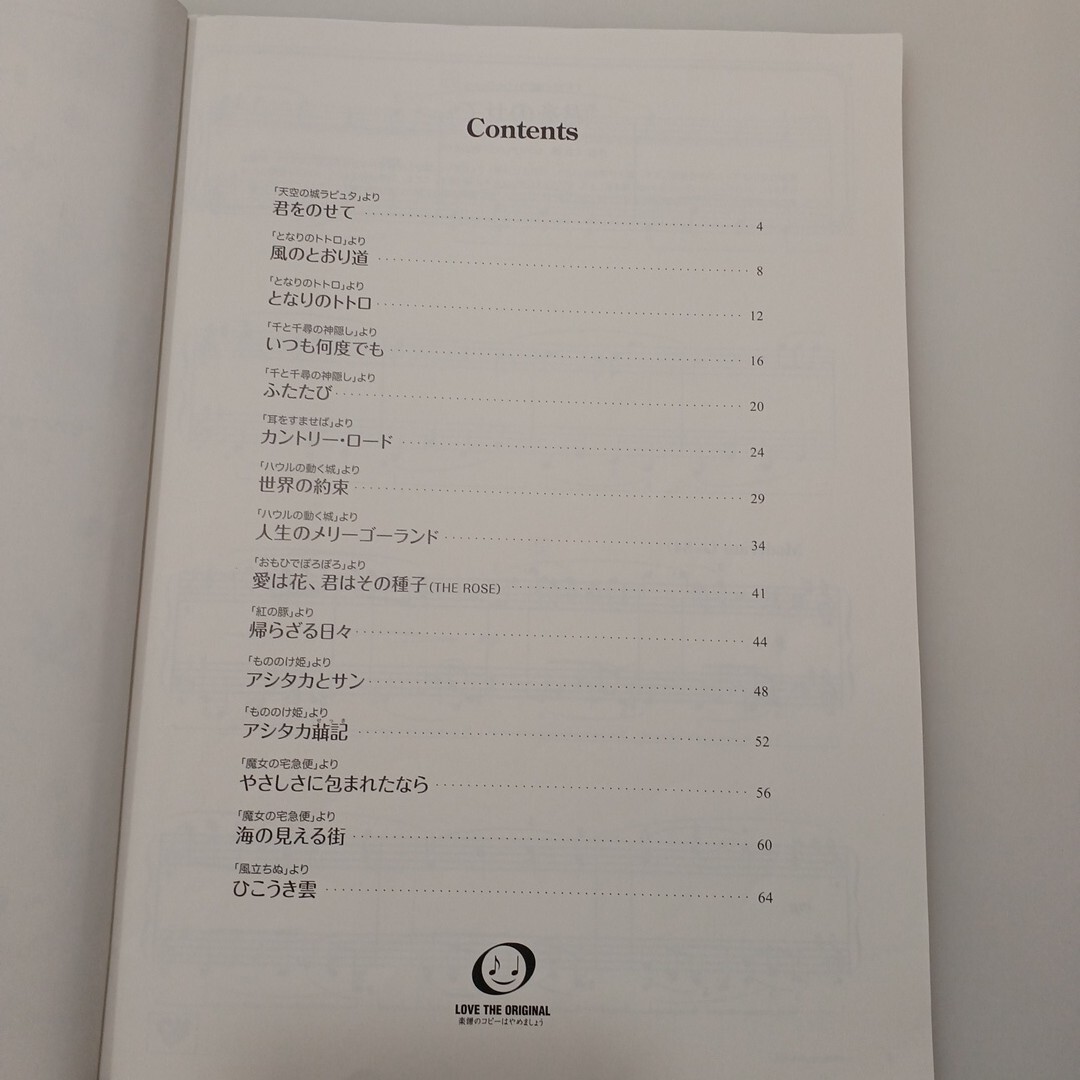 Contents
「天空の城ラピュタ」より
君をのせて 4
「となりのトトロ」より
風のとおり道 8
「となりのトトロ」より
となりのトトロ 12
「千と千尋の神隠し」より
いつも何度でも 16
「千と千尋の神隠し」より
ふたたび 20
「耳をすませば」より
カントリー・ロード 24
「ハウルの動く城」より
世界の約束 29
「ハウルの動く城」より
人生のメリーゴーランド 34
「おもひでぽろぽろ」より
愛は花、君はその種子(THE ROSE) 41
「紅の豚」より
帰らざる日々 44
「もののけ姫」より
アシタカとサン 48
「もののけ姫」より
アシタカ𦻙記 52
「魔女の宅急便」より
やさしさに包まれたなら 56
「魔女の宅急便」より
海の見える街 60
「風立ちぬ」より
ひこうき雲 64
LOVE THE ORIGINAL
楽譜のコピーはやめましょう